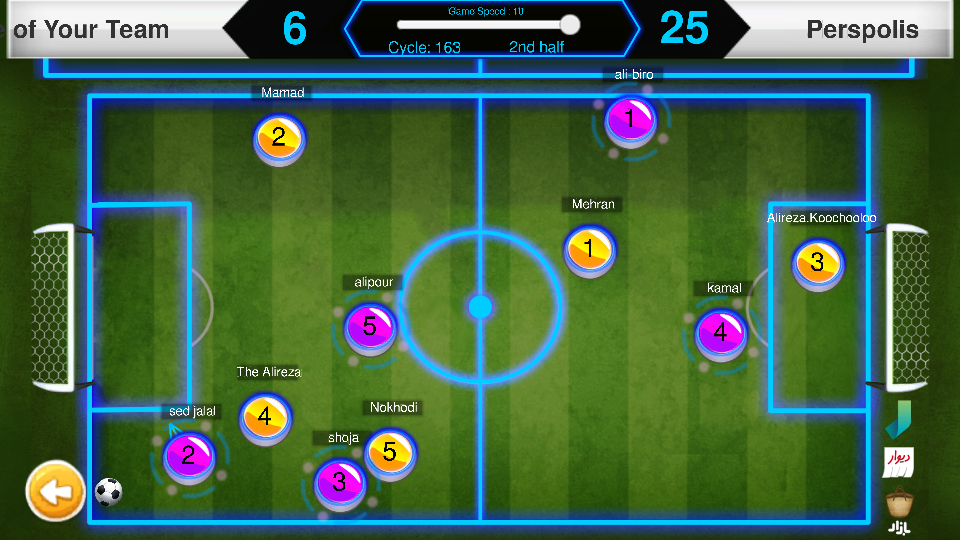 of Your Team
6
Game Speed : 10
Cycle: 163
2nd half
25
Perspolis
ali-biro
1
Mamad
2
Mehran
1
Alireza.Koochooloo
3
alipour
5
kamal
4
The Alireza
4
Nokhodi
5
sed jalal
2
shoja
3
دیوار
بازار